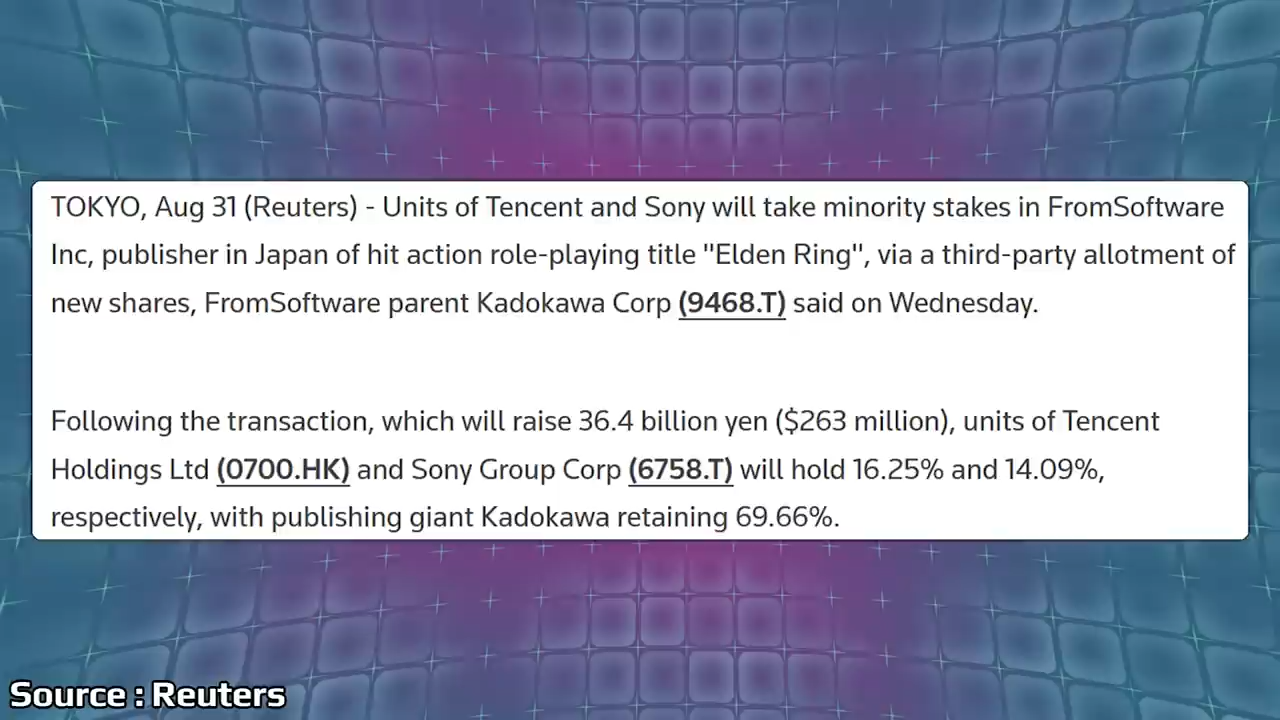 TOKYO, Aug 31 (Reuters) - Units of Tencent and Sony will take minority stakes in FromSoftware
Inc, publisher in Japan of hit action role-playing title "Elden Ring", via a third-party allotment of
new shares, FromSoftware parent Kadokawa Corp (9468.T) said on Wednesday.
Following the transaction, which will raise 36.4 billion yen ($263 million), units of Tencent
Holdings Ltd (0700.HK) and Sony Group Corp (6758.T) will hold 16.25% and 14.09%,
respectively, with publishing giant Kadokawa retaining 69.66%.
Source : Reuters